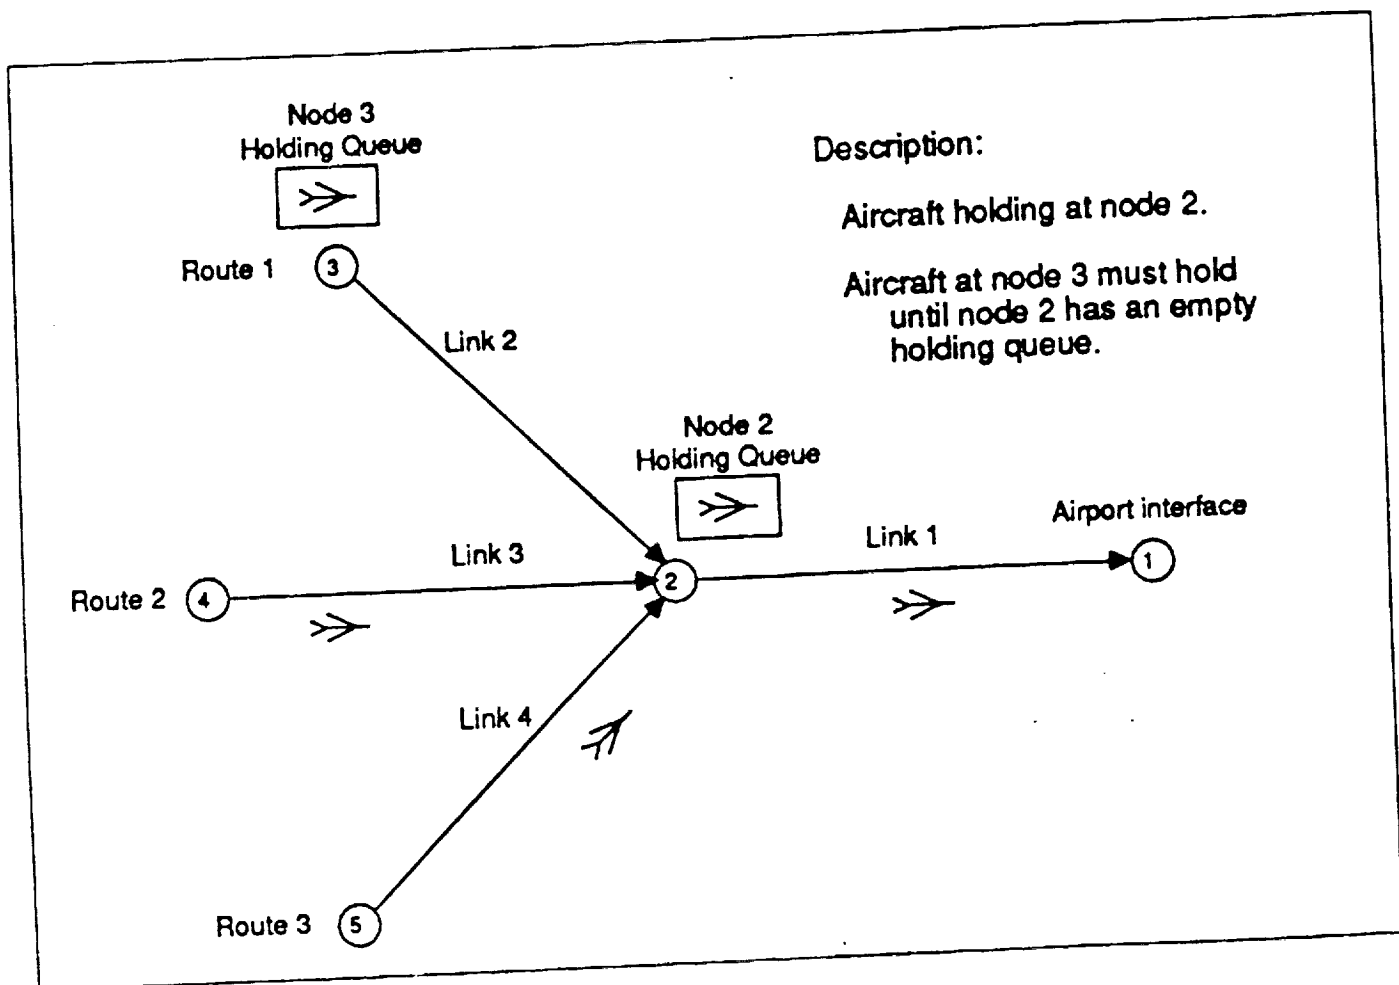 Node 3
Holding Queue
Description:
Aircraft holding at node 2.
Route 1
3
Aircraft at node 3 must hold
until node 2 has an empty
holding queue.
Link 2
Node 2
Holding Queue
Airport interface
Link 1
Link 3
1
2
Route 2
4
Link 4
Route 3
5